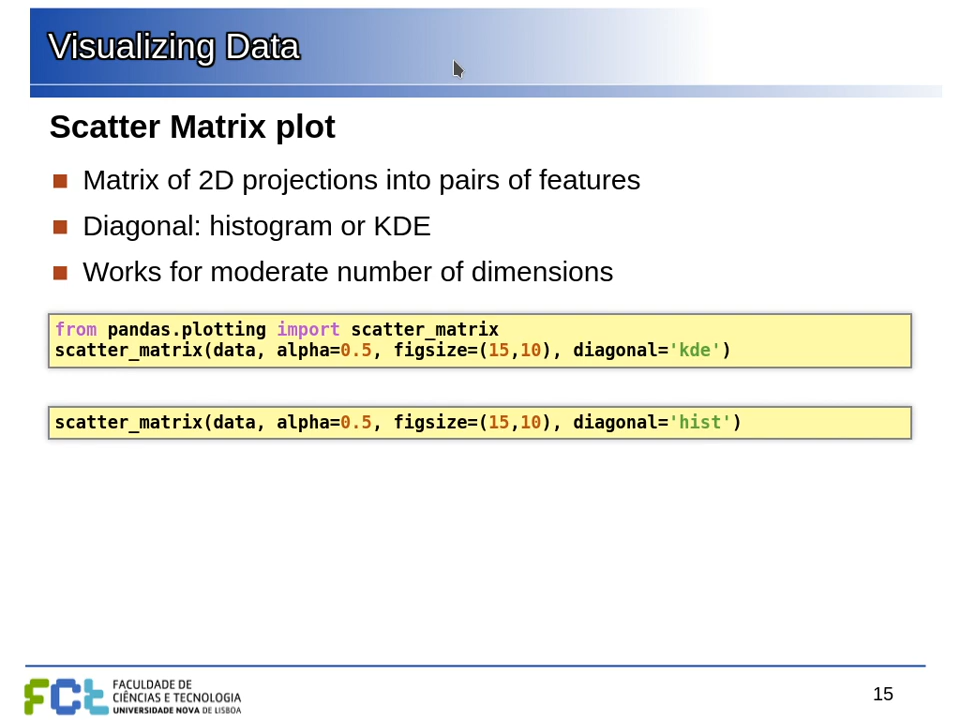 Visualizing Data
Scatter Matrix plot
Matrix of 2D projections into pairs of features
Diagonal: histogram or KDE
Works for moderate number of dimensions
from pandas.plotting import scatter_matrix
scatter_matrix(data, alpha=0.5, figsize=(15,10), diagonal='kde')
scatter_matrix(data, alpha=0.5, figsize=(15,10), diagonal='hist')
FCt
FACULDADE DE
CIÊNCIAS E TECNOLOGIA
UNIVERSIDADE NOVA DE LISBOA
15